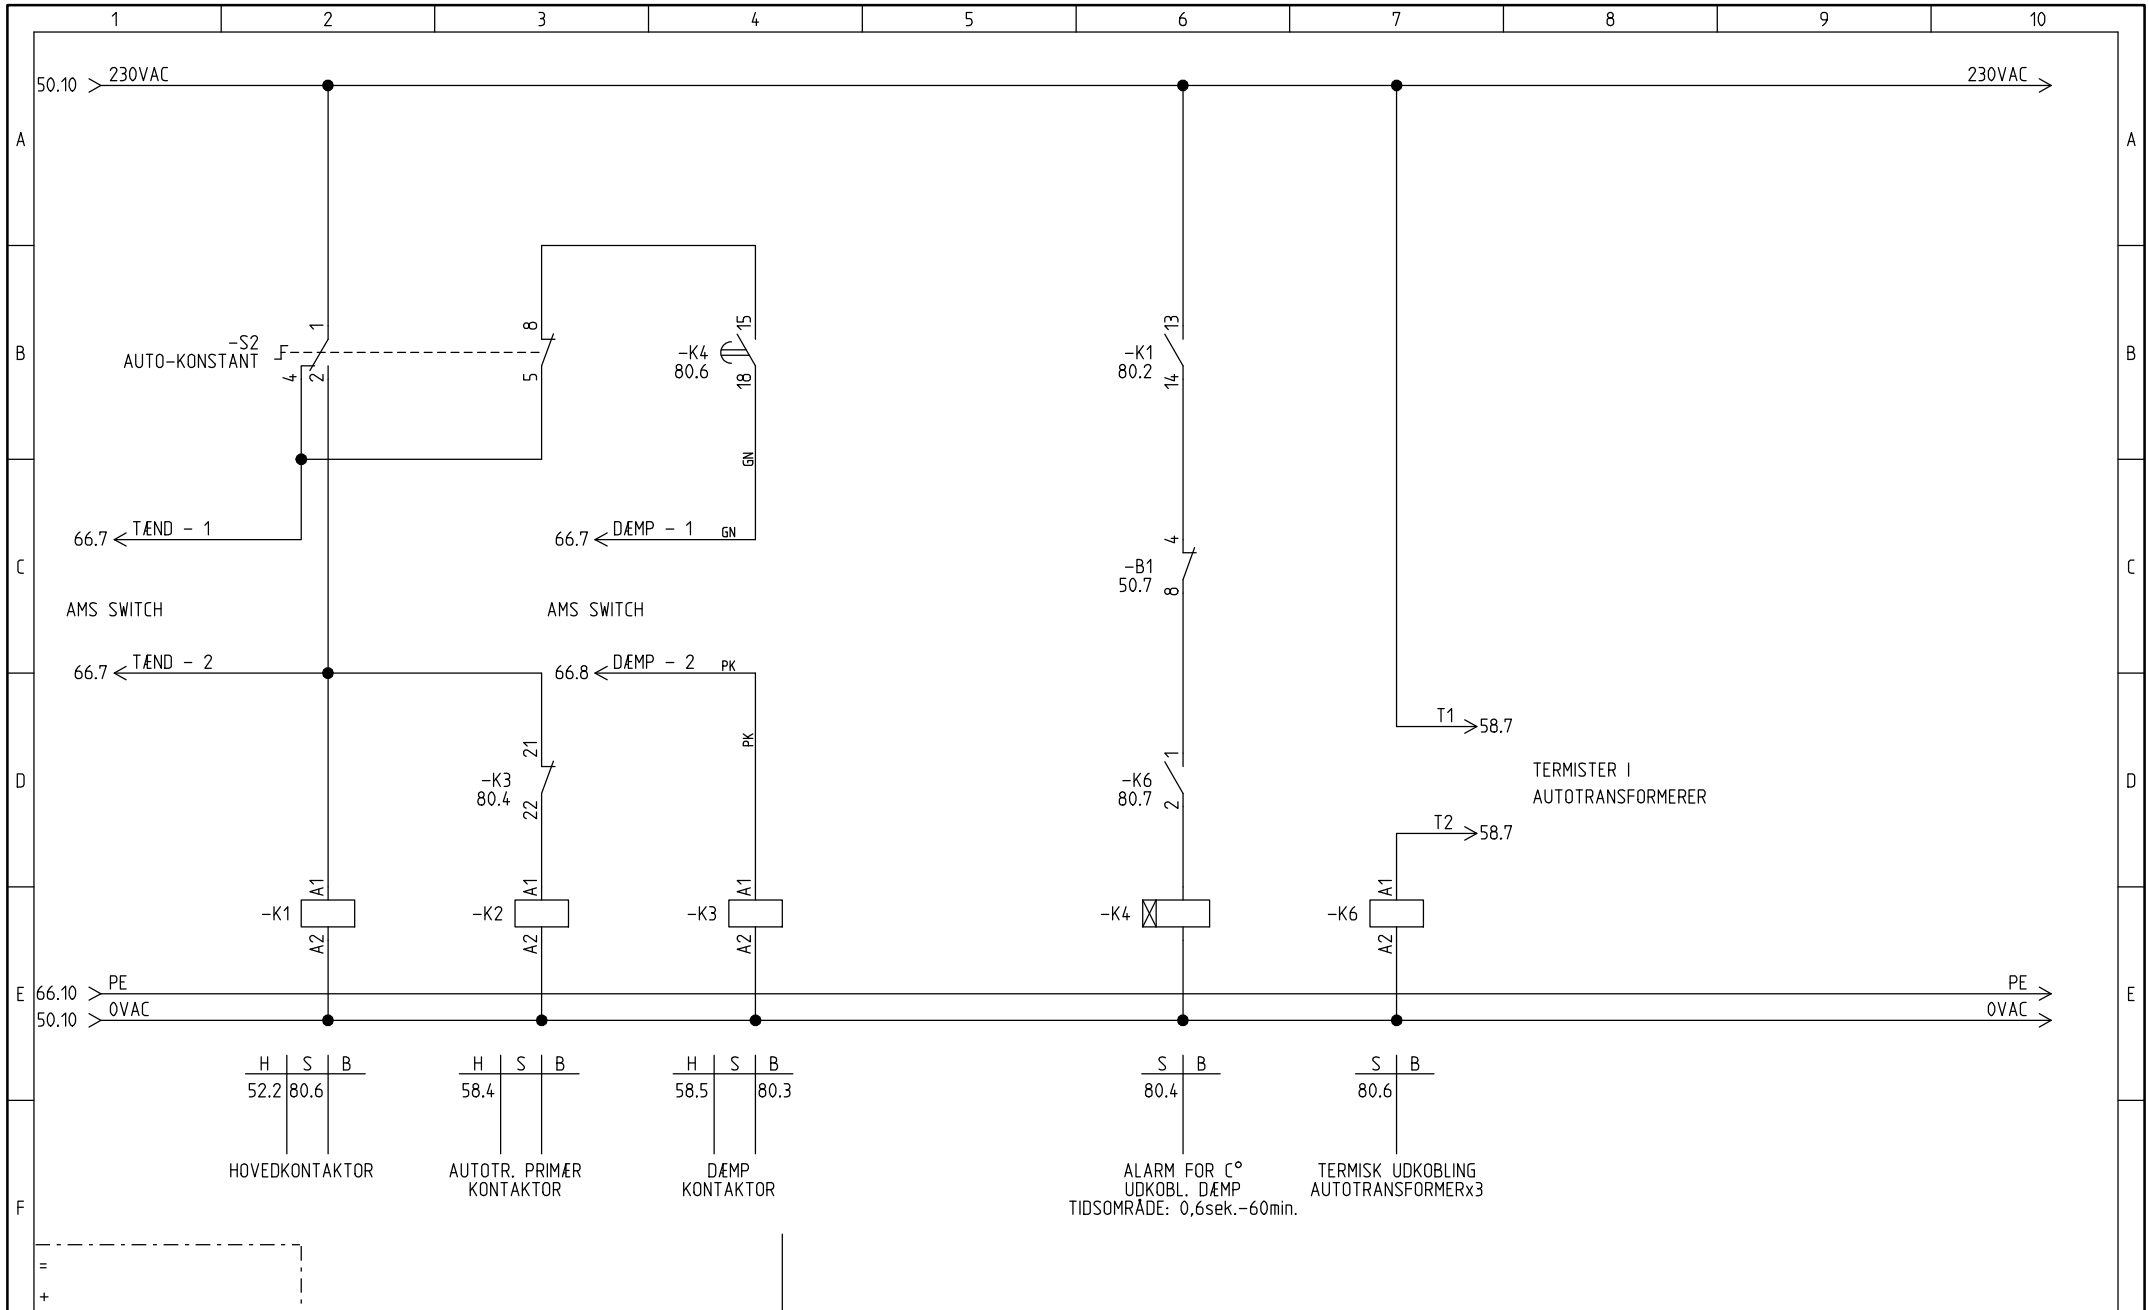 1 2 3 4 5 6 7 8 9 10
50.10 230VAC 230VAC
A A
-S2
AUTO-KONSTANT
1
4 2
8
5
-K4
80.6
15
18
GN
-K1
80.2
13
14
B B
66.7 TÆND - 1
66.7 DÆMP - 1 GN
-B1
50.7
4
8
C C
AMS SWITCH AMS SWITCH
66.7 TÆND - 2
66.8 DÆMP - 2 PK
PK
T1 58.7
-K3
80.4
21
22
-K6
80.7
1
2
TERMISTER I
AUTOTRANSFORMERER
D D
T2 58.7
-K1 A1 A2
-K2 A1 A2
-K3 A1 A2
-K4
-K6 A1 A2
66.10 PE PE
E E
50.10 0VAC 0VAC
H S B
52.2 80.6
HOVEDKONTAKTOR
H S B
58.4
AUTOTR. PRIMÆR
KONTAKTOR
H S B
58.5 80.3
DÆMP
KONTAKTOR
S B
80.4
ALARM FOR C°
UDKOBL. DÆMP
TIDSOMRÅDE: 0,6sek.-60min.
S B
80.6
TERMISK UDKOBLING
AUTOTRANSFORMERx3
F
=
+